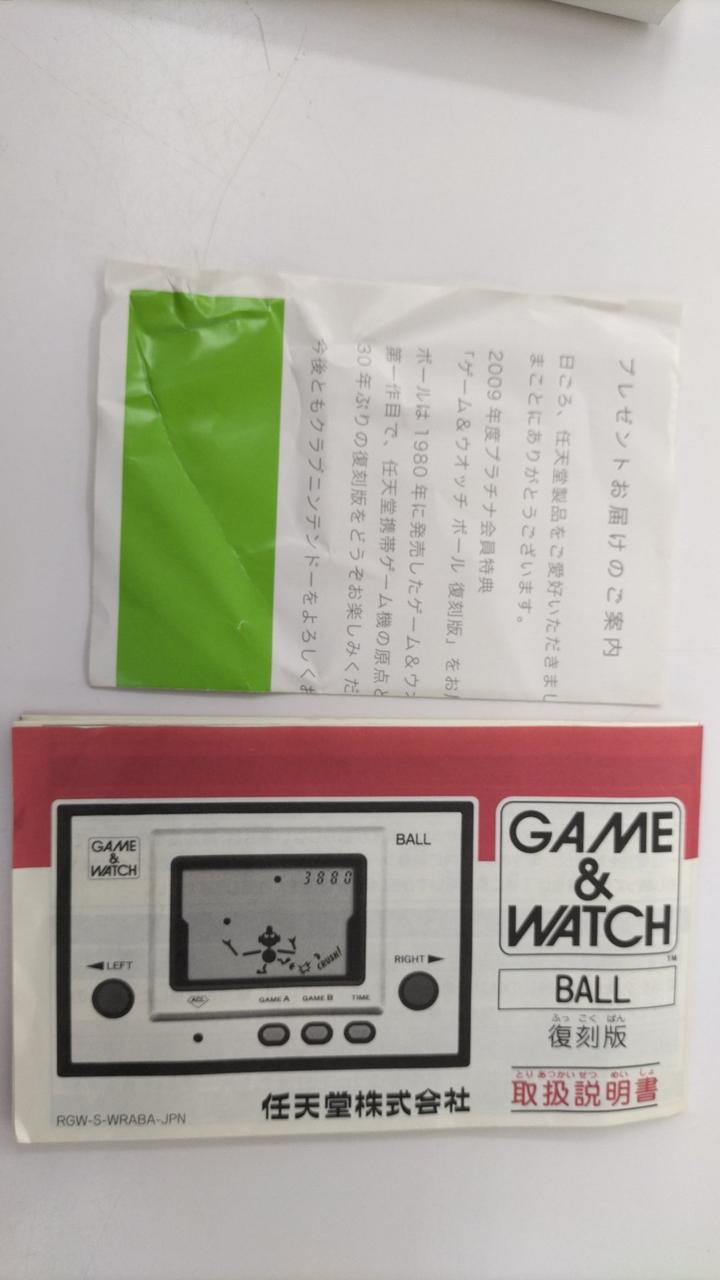 プレゼントお届けのご案内
日ごろ、任天堂製品をご愛好いただきまし
まことにありがとうございます。
2009年度プラチナ会員特典
「ゲーム&ウオッチ ボール 復刻版」をお
ボールは1980年に発売したゲーム&ウ
第一作目で、任天堂携帯ゲーム機の原点と
30年ぶりの復刻版をどうぞお楽しみくだ
今後ともクラブニンテンドーをよろしくお
GAME
&
WATCH
BALL
3880
CRUSH!
◄LEFT
RIGHT►
ACL
GAME A GAME B TIME
RGW-S-WRABA-JPN
任天堂株式会社
GAME
&
WATCH
TM
BALL
ふっ こく ばん
復刻版
とり あつかい せつ めい しょ
取扱説明書